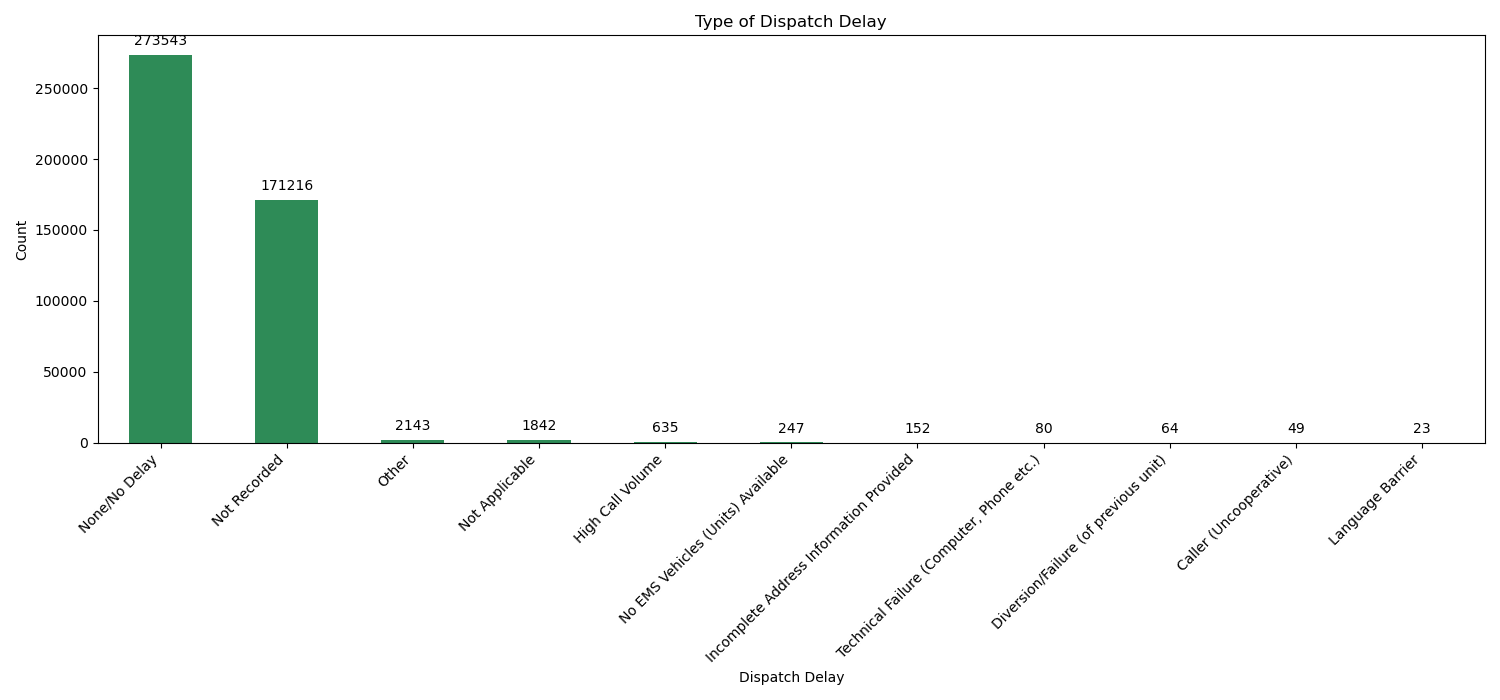 Type of Dispatch Delay
273543
171216
2143
1842
635
247
152
80
64
49
23
250000
200000
150000
100000
50000
0
Count
None/No Delay
Not Recorded
Other
Not Applicable
High Call Volume
No EMS Vehicles (Units) Available
Incomplete Address Information Provided
Technical Failure (Computer, Phone etc.)
Diversion/Failure (of previous unit)
Caller (Uncooperative)
Language Barrier
Dispatch Delay